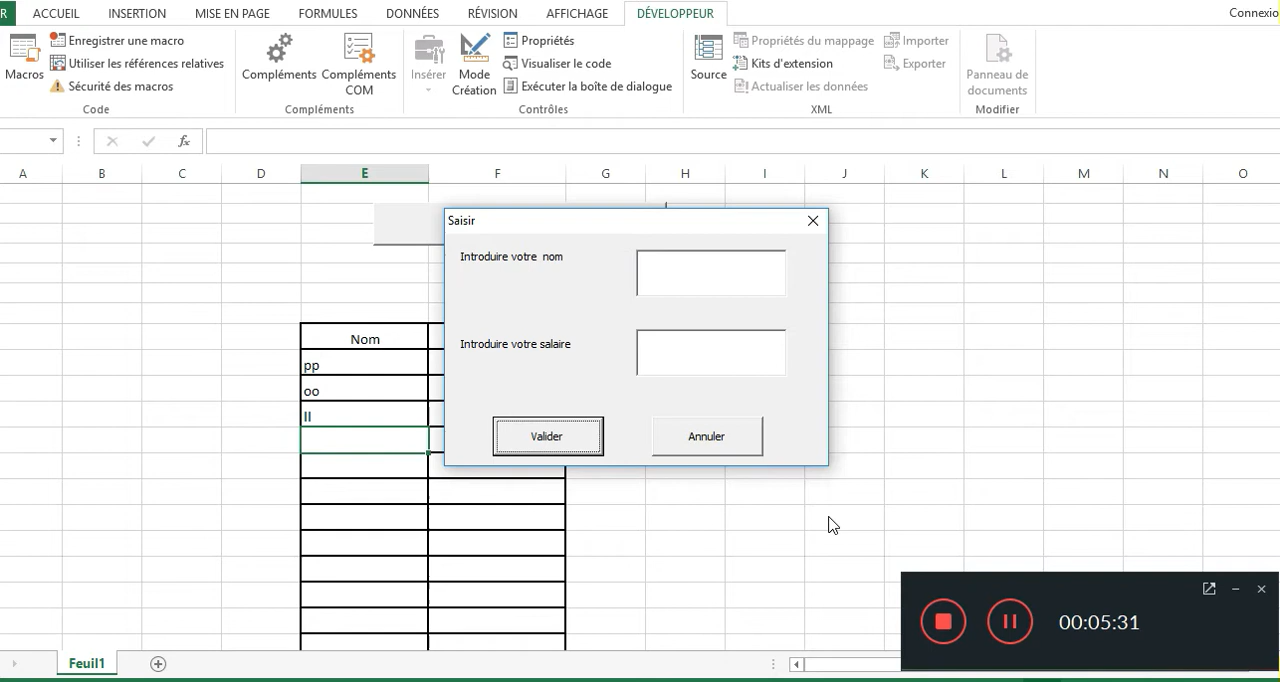 R ACCUEIL INSERTION MISE EN PAGE FORMULES DONNÉES RÉVISION AFFICHAGE DÉVELOPPEUR Connexio
Macros
Enregistrer une macro
Utiliser les références relatives
Sécurité des macros
Code
Compléments
Compléments
COM
Compléments
Insérer
Mode
Création
Propriétés
Visualiser le code
Exécuter la boîte de dialogue
Contrôles
Source
Propriétés du mappage
Kits d'extension
Actualiser les données
Importer
Exporter
XML
Panneau de
documents
Modifier
fx
A B C D E F G H I J K L M N O
Saisir
Introduire votre nom
Introduire votre salaire
Valider Annuler
Nom
pp
oo
ll
00:05:31
Feuil1